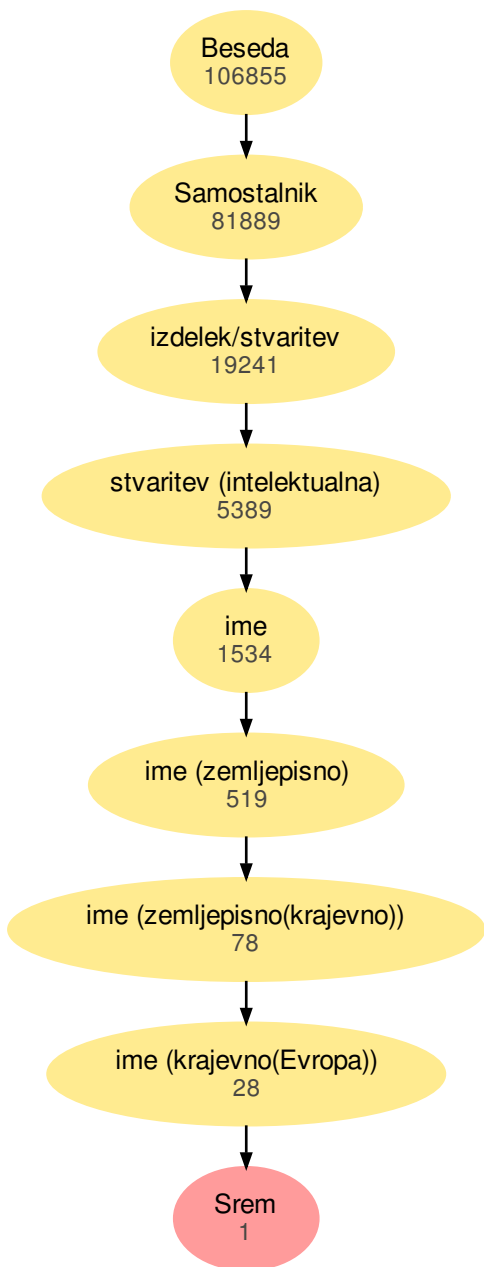 Beseda
106855
Samostalnik
81889
izdelek/stvaritev
19241
stvaritev (intelektualna)
5389
ime
1534
ime (zemljepisno)
519
ime (zemljepisno(krajevno))
78
ime (krajevno(Evropa))
28
Srem
1